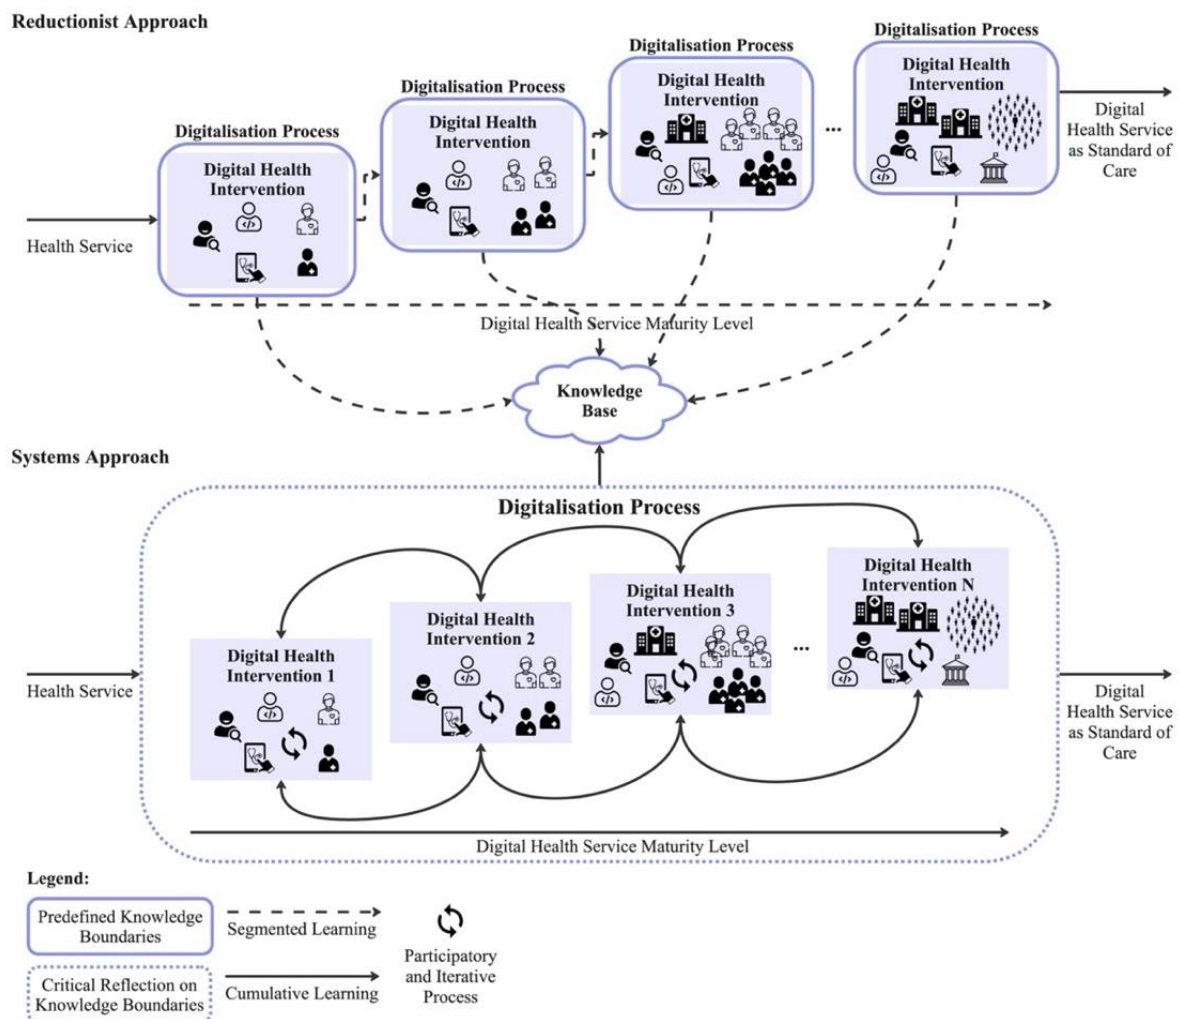 Reductionist Approach
Digitalisation Process
Digital Health
Intervention
Digitalisation Process
Digital Health
Intervention
Digitalisation Process
Digital Health
Intervention
...
Digitalisation Process
Digital Health
Intervention
Health Service
Digital
Health Service
as Standard of
Care
Digital Health Service Maturity Level
Knowledge
Base
Systems Approach
Digitalisation Process
Health Service
Digital Health
Intervention 1
Digital Health
Intervention 2
Digital Health
Intervention 3
...
Digital Health
Intervention N
Digital
Health Service
as Standard of
Care
Digital Health Service Maturity Level
Legend:
Predefined Knowledge
Boundaries
Segmented Learning
Participatory
and Iterative
Process
Critical Reflection on
Knowledge Boundaries
Cumulative Learning